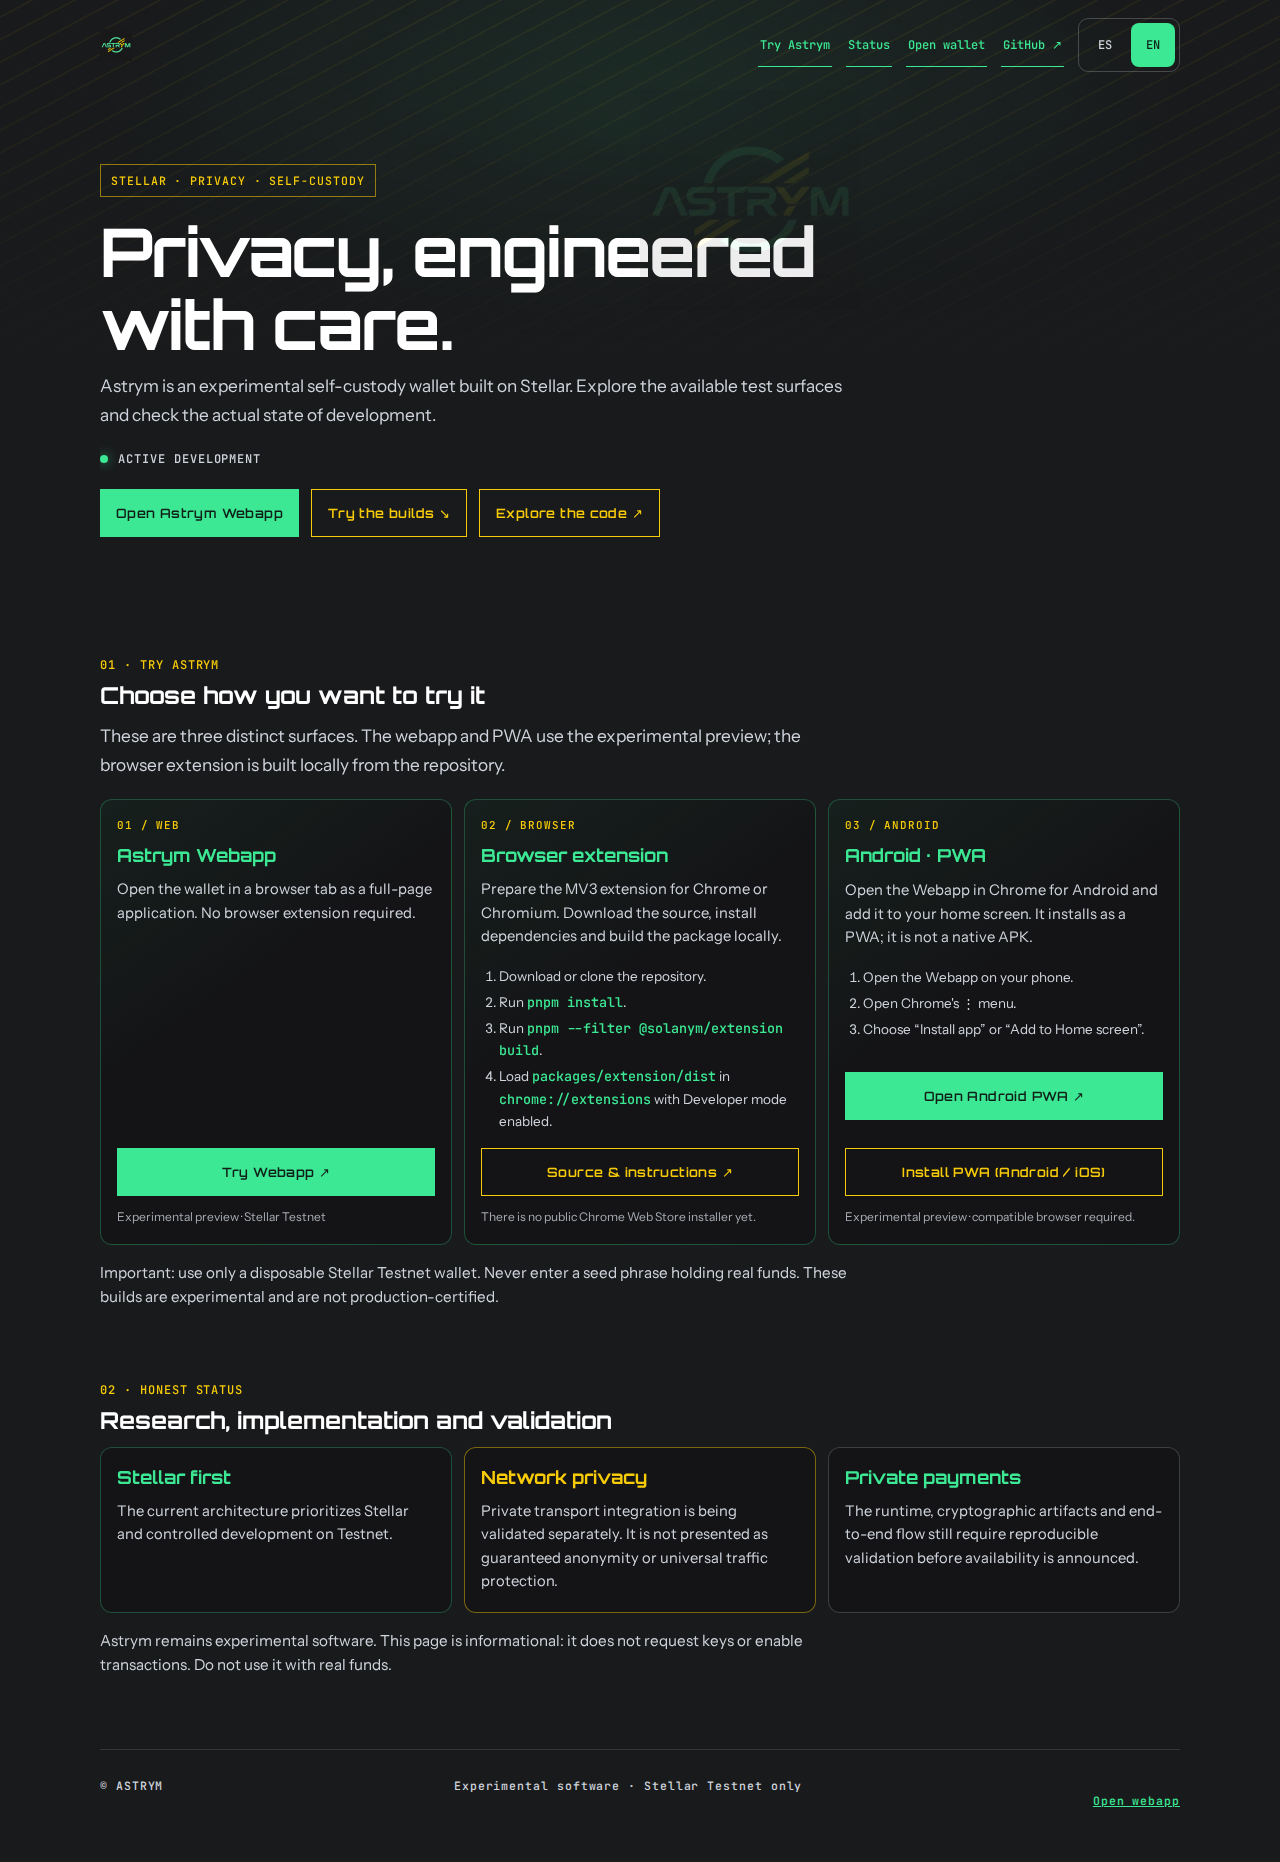 ASTRYM
Try Astrym
Status
Open wallet
GitHub ↗
ES
EN
STELLAR · PRIVACY · SELF-CUSTODY
ASTRYM
Privacy, engineered
with care.
Astrym is an experimental self-custody wallet built on Stellar. Explore the available test surfaces
and check the actual state of development.
ACTIVE DEVELOPMENT
Open Astrym Webapp
Try the builds ↘
Explore the code ↗
01 · TRY ASTRYM
Choose how you want to try it
These are three distinct surfaces. The webapp and PWA use the experimental preview; the
browser extension is built locally from the repository.
01 / WEB
Astrym Webapp
Open the wallet in a browser tab as a full-page
application. No browser extension required.
Try Webapp ↗
Experimental preview · Stellar Testnet
02 / BROWSER
Browser extension
Prepare the MV3 extension for Chrome or
Chromium. Download the source, install
dependencies and build the package locally.
1. Download or clone the repository.
2. Run pnpm install.
3. Run pnpm --filter @solanym/extension
build.
4. Load packages/extension/dist in
chrome://extensions with Developer mode
enabled.
Source & instructions ↗
There is no public Chrome Web Store installer yet.
03 / ANDROID
Android · PWA
Open the Webapp in Chrome for Android and
add it to your home screen. It installs as a
PWA; it is not a native APK.
1. Open the Webapp on your phone.
2. Open Chrome's ⋮ menu.
3. Choose “Install app” or “Add to Home screen”.
Open Android PWA ↗
Install PWA (Android / iOS)
Experimental preview · compatible browser required.
Important: use only a disposable Stellar Testnet wallet. Never enter a seed phrase holding real funds. These
builds are experimental and are not production-certified.
02 · HONEST STATUS
Research, implementation and validation
Stellar first
The current architecture prioritizes Stellar
and controlled development on Testnet.
Network privacy
Private transport integration is being
validated separately. It is not presented as
guaranteed anonymity or universal traffic
protection.
Private payments
The runtime, cryptographic artifacts and end-
to-end flow still require reproducible
validation before availability is announced.
Astrym remains experimental software. This page is informational: it does not request keys or enable
transactions. Do not use it with real funds.
© ASTRYM
Experimental software · Stellar Testnet only
Open webapp